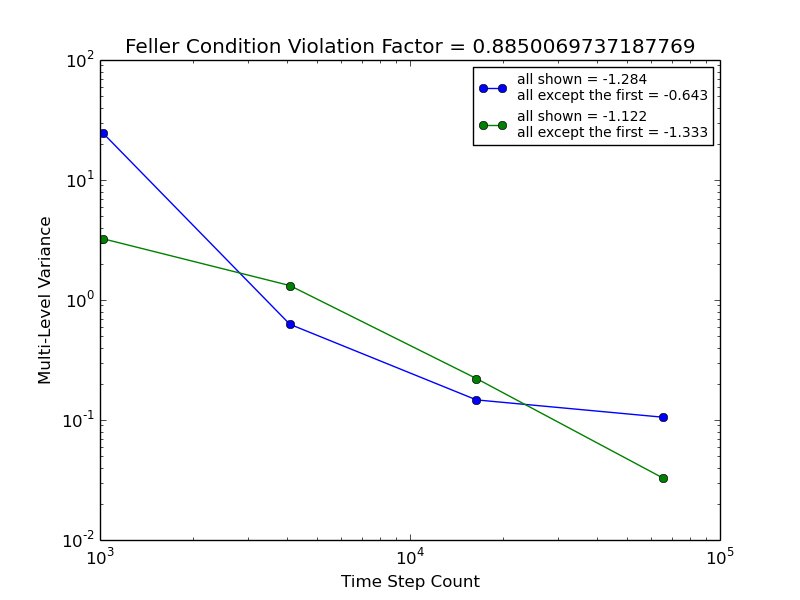 Feller Condition Violation Factor = 0.8850069737187769
all shown = -1.284
all except the first = -0.643
all shown = -1.122
all except the first = -1.333
Multi-Level Variance
10^2
10^1
10^0
10^-1
10^-2
10^3
10^4
10^5
Time Step Count